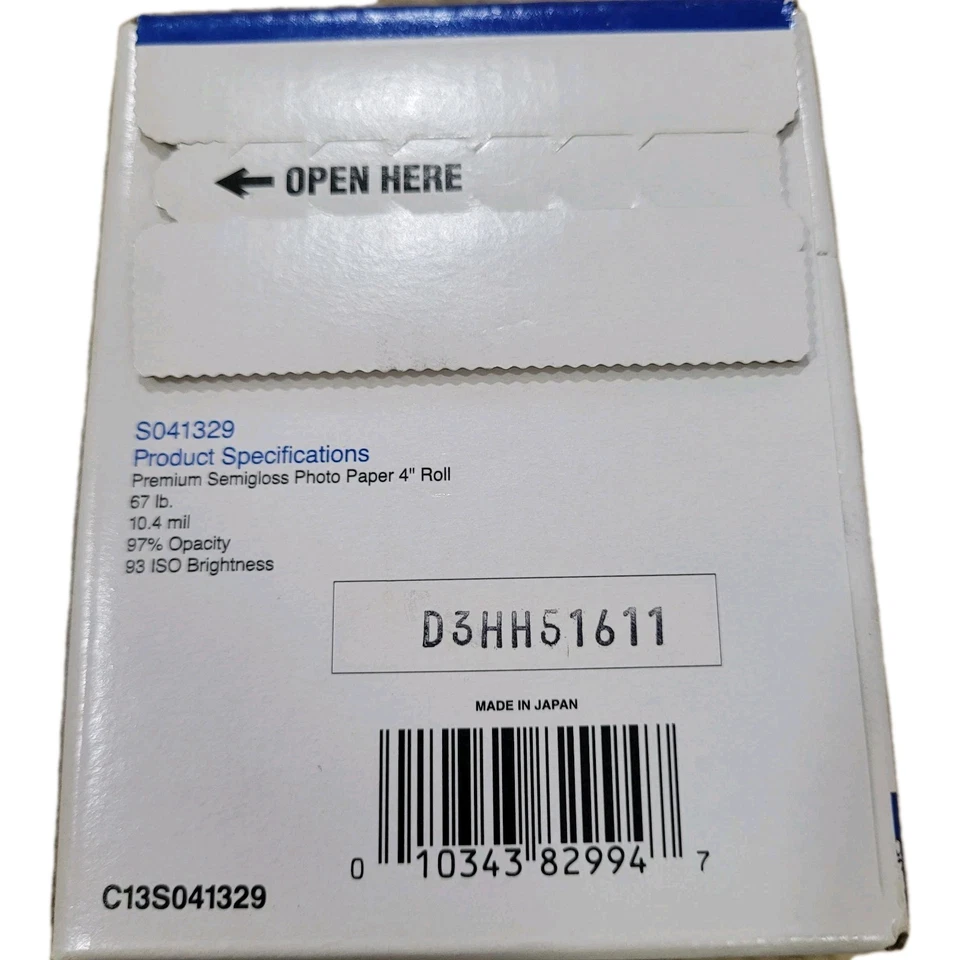 OPEN HERE
S041329
Product Specifications
Premium Semigloss Photo Paper 4" Roll
67 lb.
10.4 mil
97% Opacity
93 ISO Brightness
D3HH51611
MADE IN JAPAN
0 10343 82994 7
C13S041329